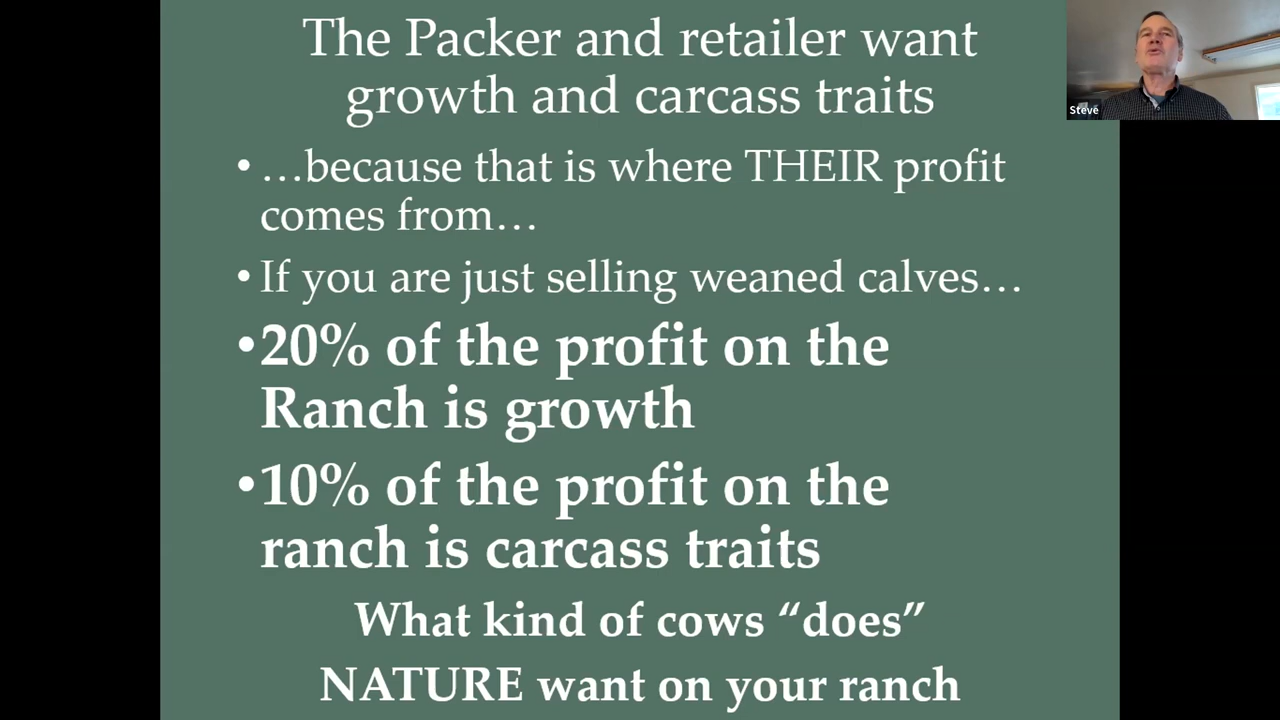 The Packer and retailer want
growth and carcass traits
• …because that is where THEIR profit
comes from…
• If you are just selling weaned calves…
•20% of the profit on the
Ranch is growth
•10% of the profit on the
ranch is carcass traits
What kind of cows “does”
NATURE want on your ranch
Steve